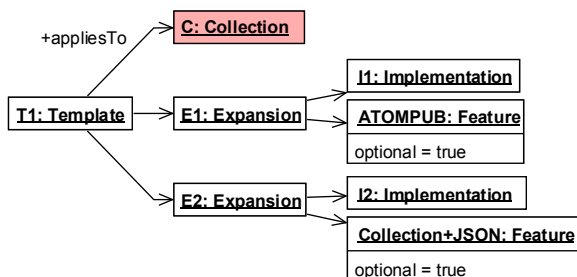 +appliesTo
C: Collection
T1: Template
E1: Expansion
I1: Implementation
ATOMPUB: Feature
optional = true
E2: Expansion
I2: Implementation
Collection+JSON: Feature
optional = true